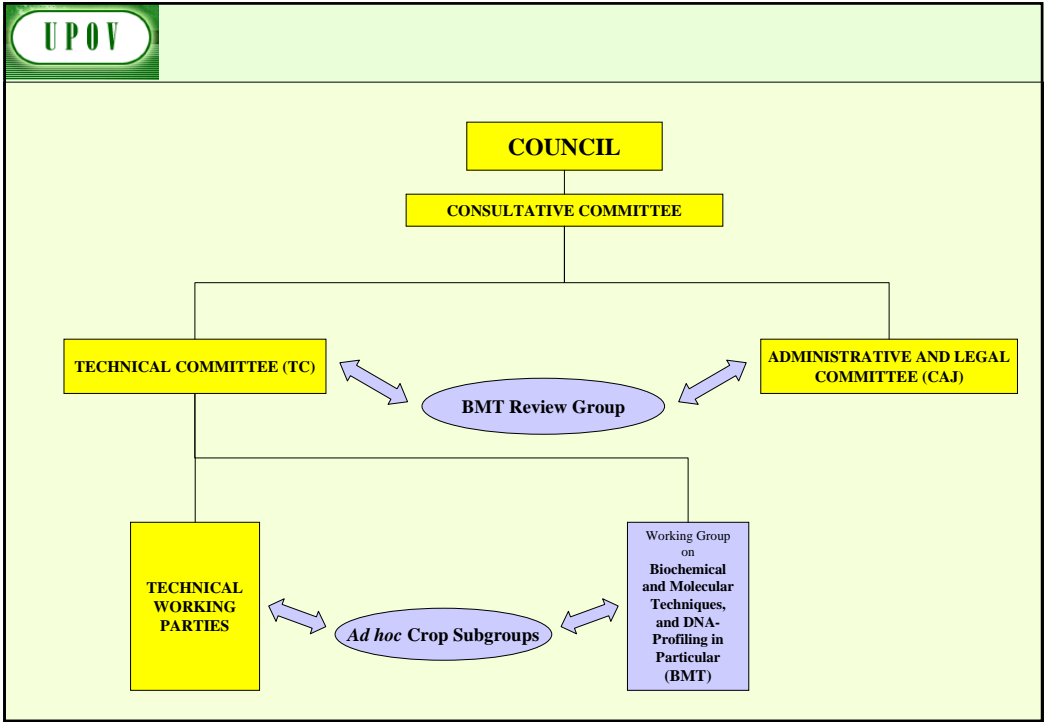 UPOV
COUNCIL
CONSULTATIVE COMMITTEE
TECHNICAL COMMITTEE (TC)
ADMINISTRATIVE AND LEGAL
COMMITTEE (CAJ)
BMT Review Group
TECHNICAL
WORKING
PARTIES
Ad hoc Crop Subgroups
Working Group
on
Biochemical
and Molecular
Techniques,
and DNA-
Profiling in
Particular
(BMT)